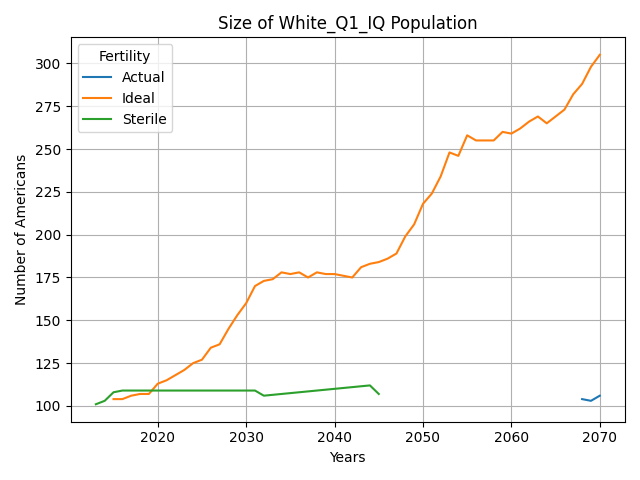 Size of White_Q1_IQ Population
Fertility
Actual
Ideal
Sterile
Number of Americans
300
275
250
225
200
175
150
125
100
2020 2030 2040 2050 2060 2070
Years